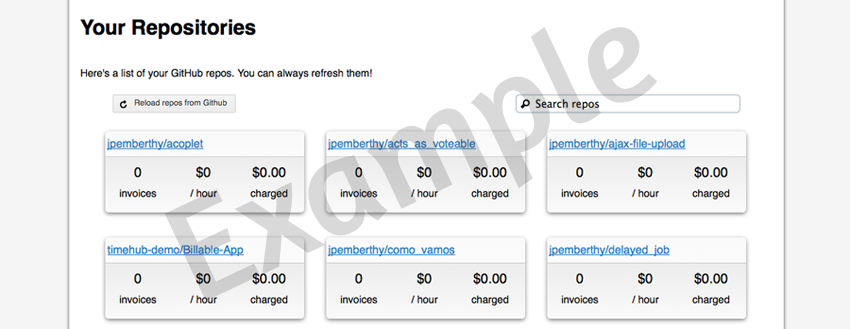 Your Repositories
Here's a list of your GitHub repos. You can always refresh them!
Reload repos from Github
Search repos
jpemberthy/acoplet
jpemberthy/acts_as_voteable
jpemberthy/ajax-file-upload
0 $0 $0.00
0 $0 $0.00
0 $0 $0.00
invoices / hour charged
invoices / hour charged
invoices / hour charged
timehub-demo/Billable-App
jpemberthy/como_vamos
jpemberthy/delayed_job
0 $0 $0.00
0 $0 $0.00
0 $0 $0.00
invoices / hour charged
invoices / hour charged
invoices / hour charged
Example